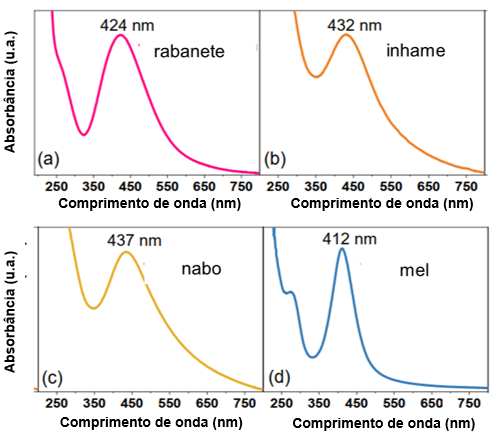 424 nm
432 nm
rabanete
inhame
Absorbância (u.a.)
(a)
(b)
250 350 450 550 650 750
250 350 450 550 650 750
Comprimento de onda (nm)
Comprimento de onda (nm)
437 nm
412 nm
nabo
mel
Absorbância (u.a.)
(c)
(d)
250 350 450 550 650 750
250 350 450 550 650 750
Comprimento de onda (nm)
Comprimento de onda (nm)